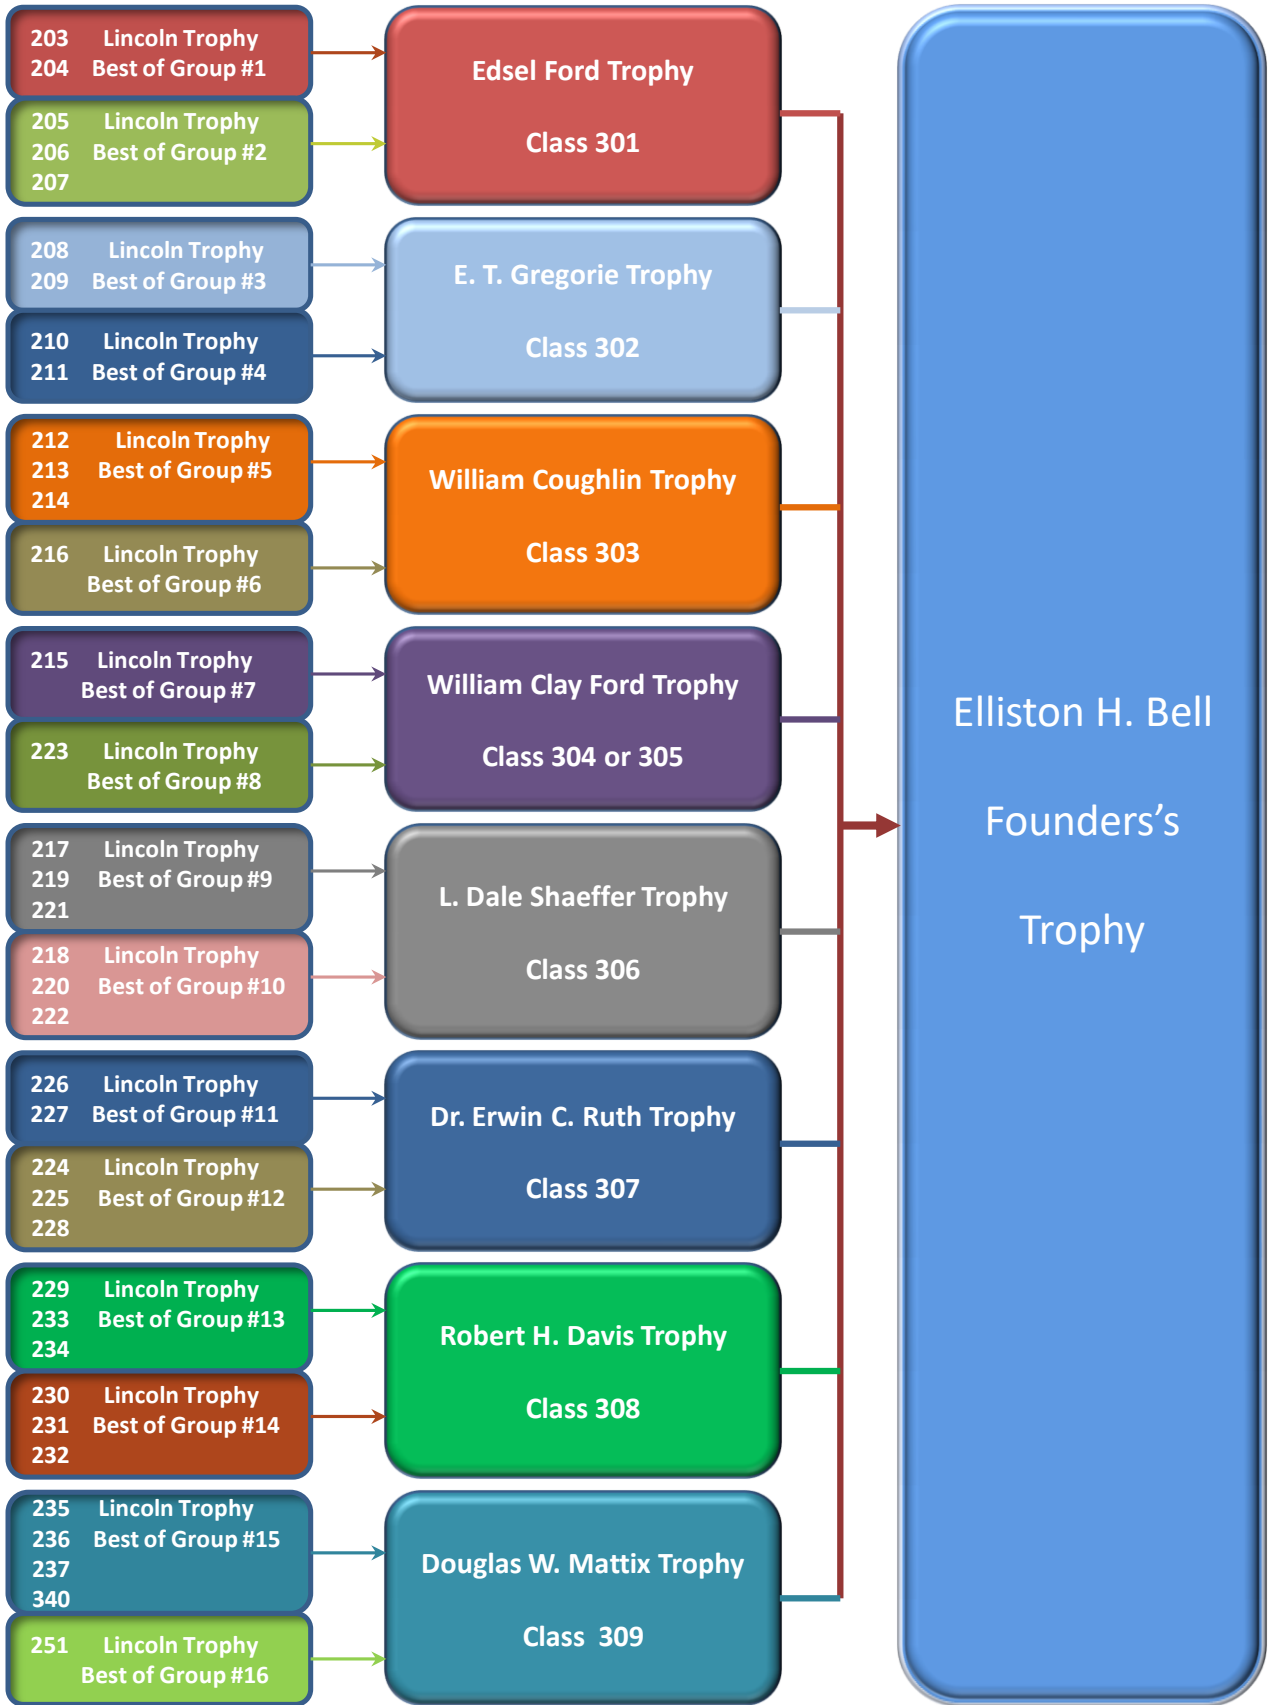 203 Lincoln Trophy
204 Best of Group #1
205 Lincoln Trophy
206 Best of Group #2
207
Edsel Ford Trophy
Class 301
208 Lincoln Trophy
209 Best of Group #3
210 Lincoln Trophy
211 Best of Group #4
E. T. Gregorie Trophy
Class 302
212 Lincoln Trophy
213 Best of Group #5
214
216 Lincoln Trophy
Best of Group #6
William Coughlin Trophy
Class 303
215 Lincoln Trophy
Best of Group #7
223 Lincoln Trophy
Best of Group #8
William Clay Ford Trophy
Class 304 or 305
217 Lincoln Trophy
219 Best of Group #9
221
218 Lincoln Trophy
220 Best of Group #10
222
L. Dale Shaeffer Trophy
Class 306
226 Lincoln Trophy
227 Best of Group #11
224 Lincoln Trophy
225 Best of Group #12
228
Dr. Erwin C. Ruth Trophy
Class 307
229 Lincoln Trophy
233 Best of Group #13
234
230 Lincoln Trophy
231 Best of Group #14
232
Robert H. Davis Trophy
Class 308
235 Lincoln Trophy
236 Best of Group #15
237
340
251 Lincoln Trophy
Best of Group #16
Douglas W. Mattix Trophy
Class 309
Elliston H. Bell
Founders's
Trophy